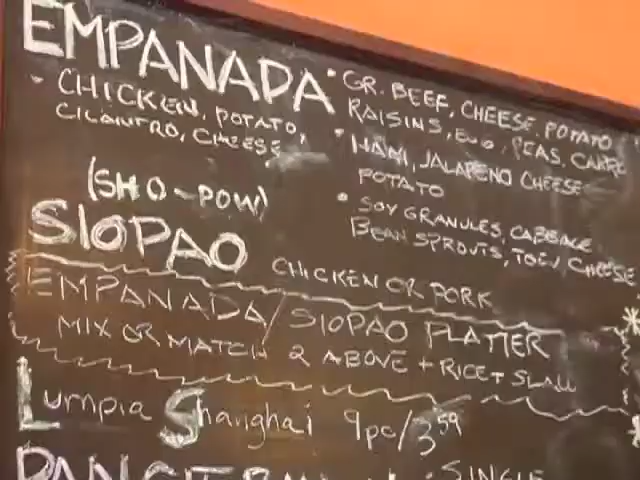 EMPANADA
• CHICKEN, POTATO,
CILANTRO, CHEESE
• GR. BEEF, CHEESE, POTATO
RAISINS, EGG, PEAS, CARRO
• HAM, JALAPENO CHEESE
POTATO
• SOY GRANULES, CABBAGE
BEAN SPROUTS, TOFU, CHEESE
(SHO-POW)
SIOPAO CHICKEN OR PORK
EMPANADA/SIOPAO PLATTER
MIX OR MATCH 2 ABOVE + RICE + SLAW
Lumpia Shanghai 9pc/3.59
SINGLE